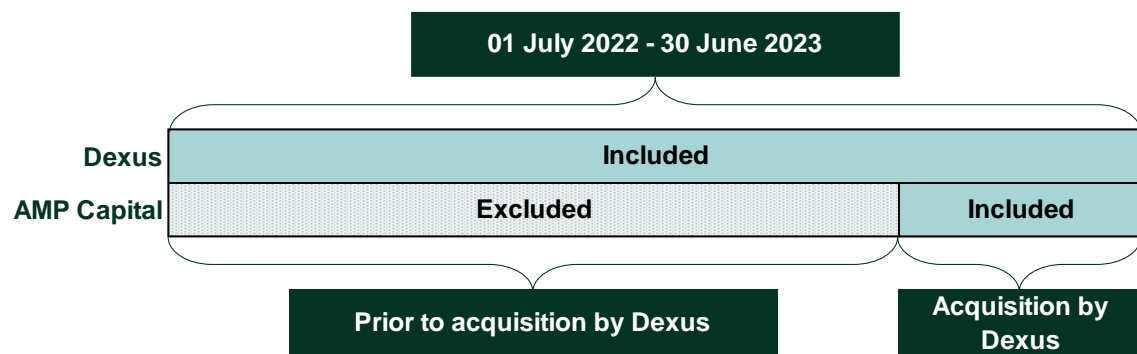 01 July 2022 - 30 June 2023
Dexus
Included
AMP Capital
Excluded
Included
Prior to acquisition by Dexus
Acquisition by
Dexus